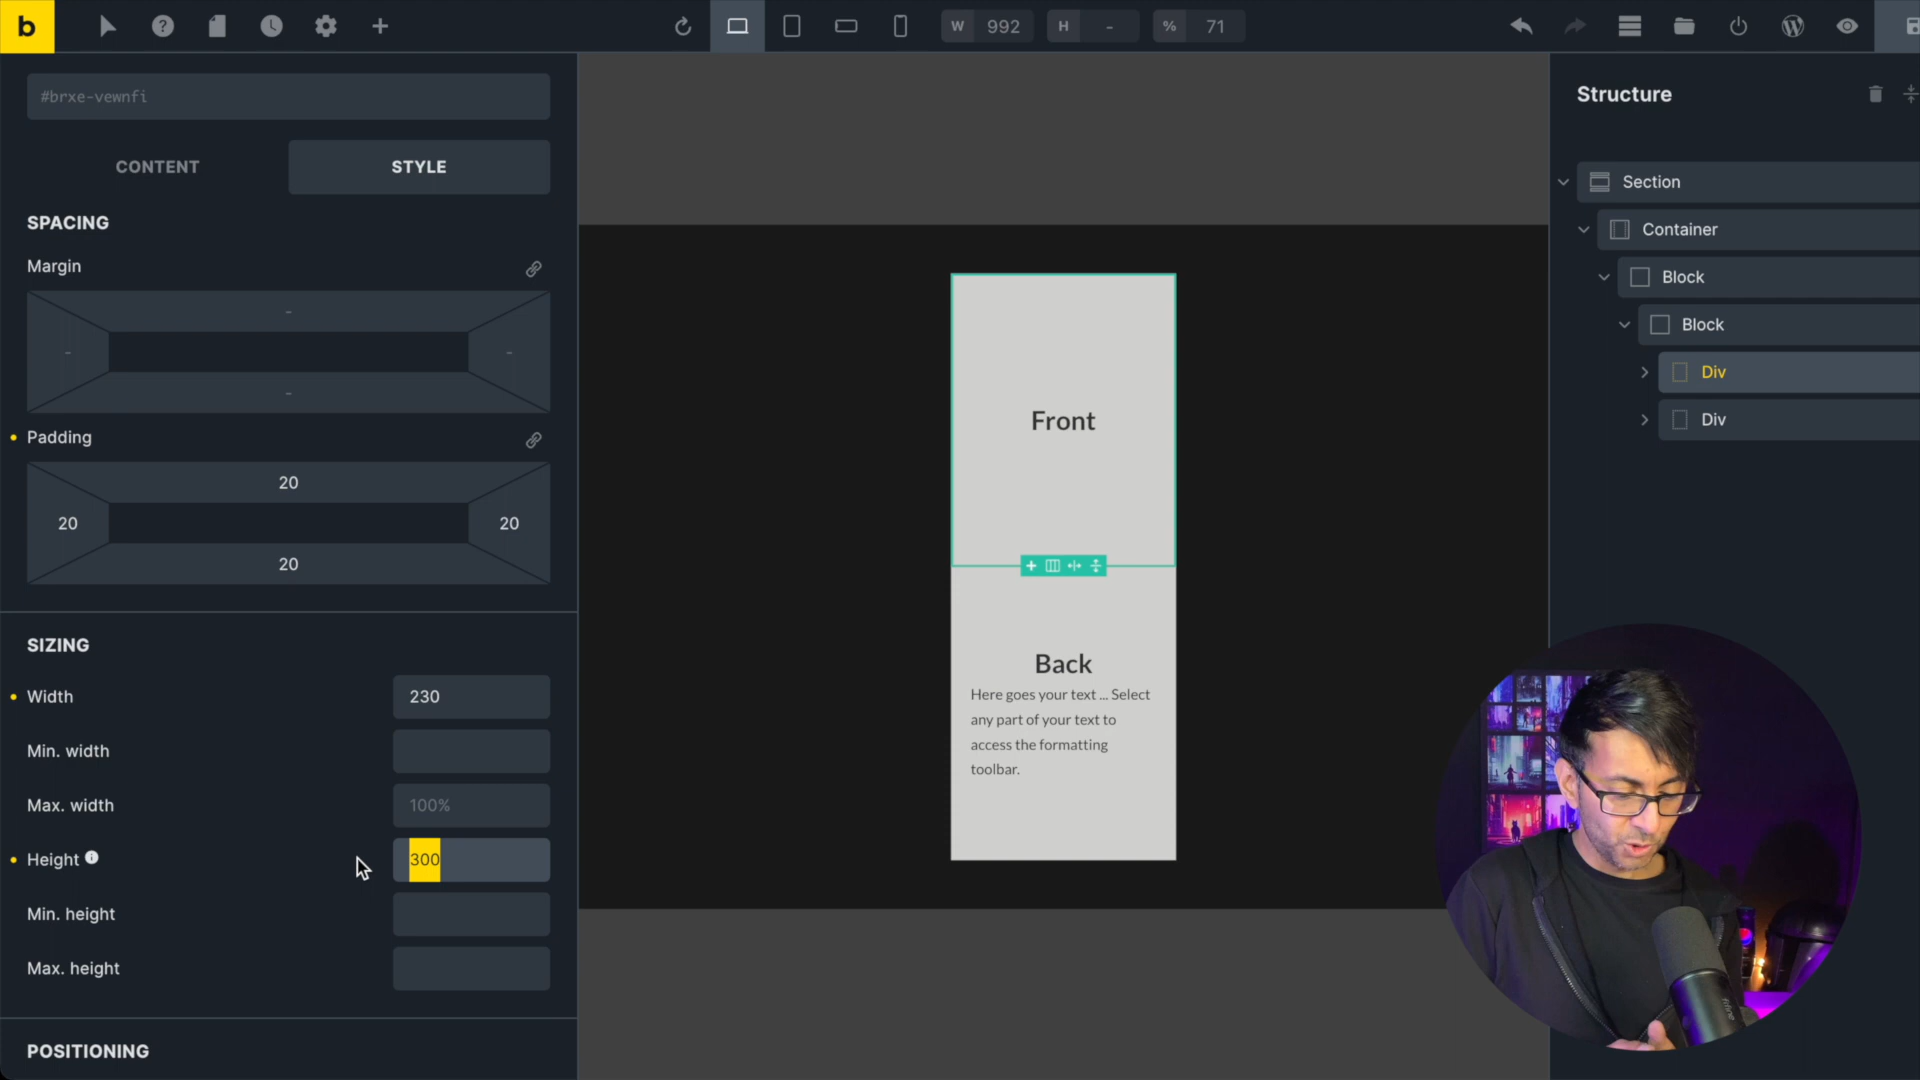 b
W 992
H -
% 71
#brxe-vewnfi
CONTENT
STYLE
SPACING
Margin
-
-
-
-
Padding
20
20
20
20
SIZING
Width
230
Min. width
Max. width
100%
Height
300
Min. height
Max. height
POSITIONING
Front
Back
Here goes your text ... Select
any part of your text to
access the formatting
toolbar.
Structure
Section
Container
Block
Block
Div
Div
fifine